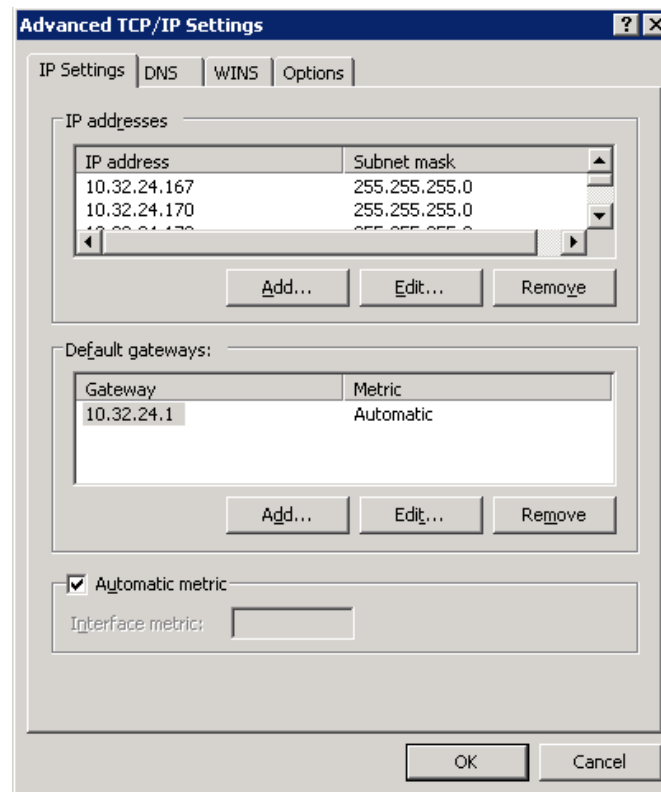 Advanced TCP/IP Settings
IP Settings DNS WINS Options
IP addresses
IP address Subnet mask
10.32.24.167 255.255.255.0
10.32.24.170 255.255.255.0
Add... Edit... Remove
Default gateways:
Gateway Metric
10.32.24.1 Automatic
Add... Edit... Remove
Automatic metric
Interface metric:
OK Cancel